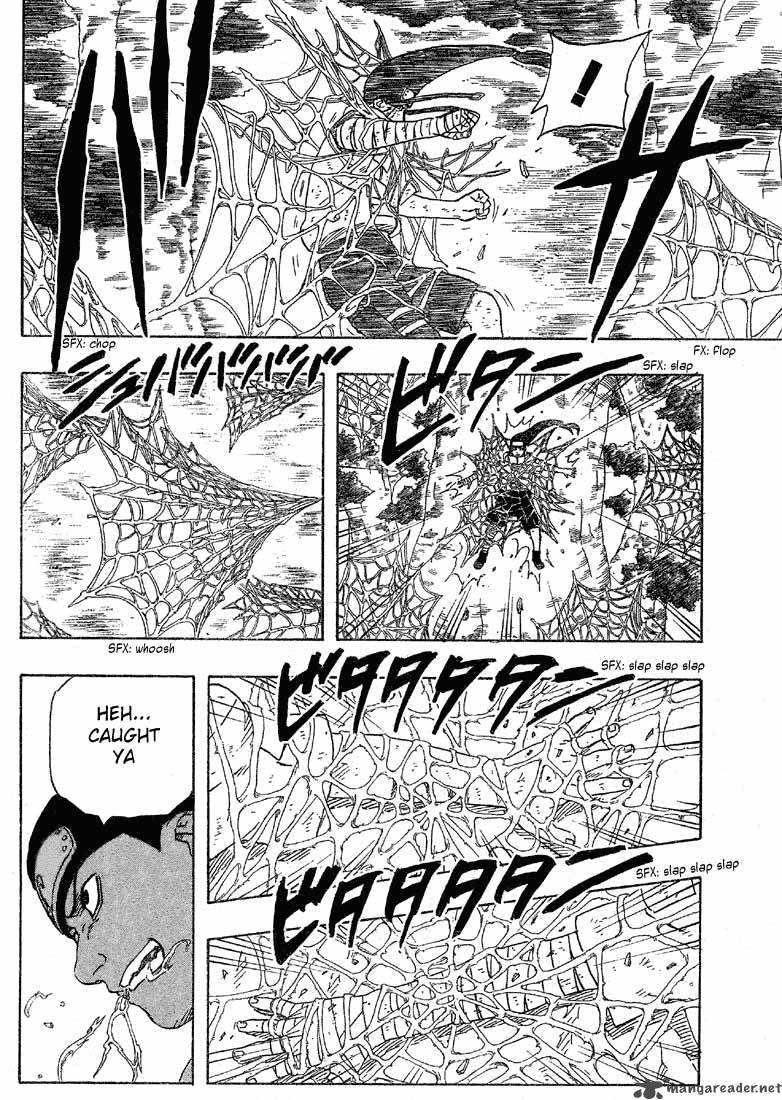 !
バ
サ
SFX: chop
FX: Plop
シュババババババ
ビタン
SFX: slap
SFX: whoosh
ビタタタタン
SFX: slap slap slap
HEH...
CAUGHT
YA
ビタタタタン
SFX: slap slap slap
mangareader.net